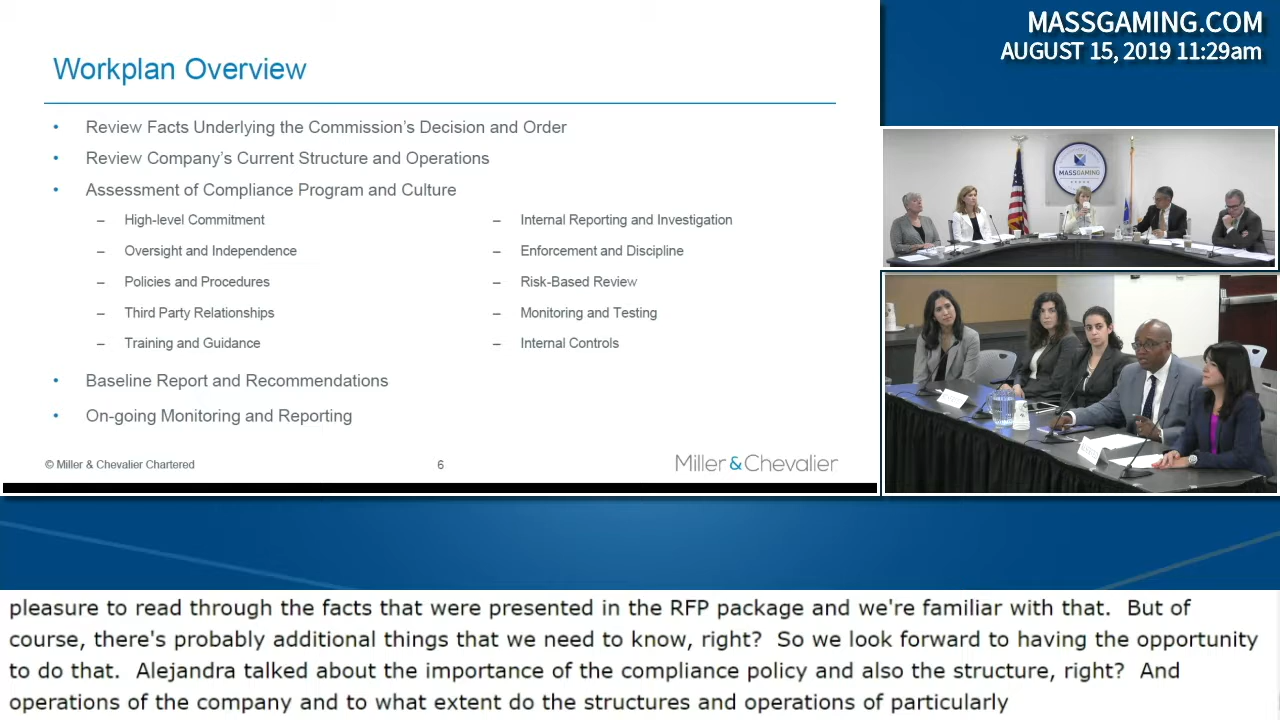 MASSGAMING.COM
AUGUST 15, 2019 11:29am
Workplan Overview
• Review Facts Underlying the Commission's Decision and Order
• Review Company's Current Structure and Operations
• Assessment of Compliance Program and Culture
– High-level Commitment
– Oversight and Independence
– Policies and Procedures
– Third Party Relationships
– Training and Guidance
– Internal Reporting and Investigation
– Enforcement and Discipline
– Risk-Based Review
– Monitoring and Testing
– Internal Controls
• Baseline Report and Recommendations
• On-going Monitoring and Reporting
© Miller & Chevalier Chartered
6
Miller&Chevalier
MASSGAMING
pleasure to read through the facts that were presented in the RFP package and we're familiar with that. But of
course, there's probably additional things that we need to know, right? So we look forward to having the opportunity
to do that. Alejandra talked about the importance of the compliance policy and also the structure, right? And
operations of the company and to what extent do the structures and operations of particularly